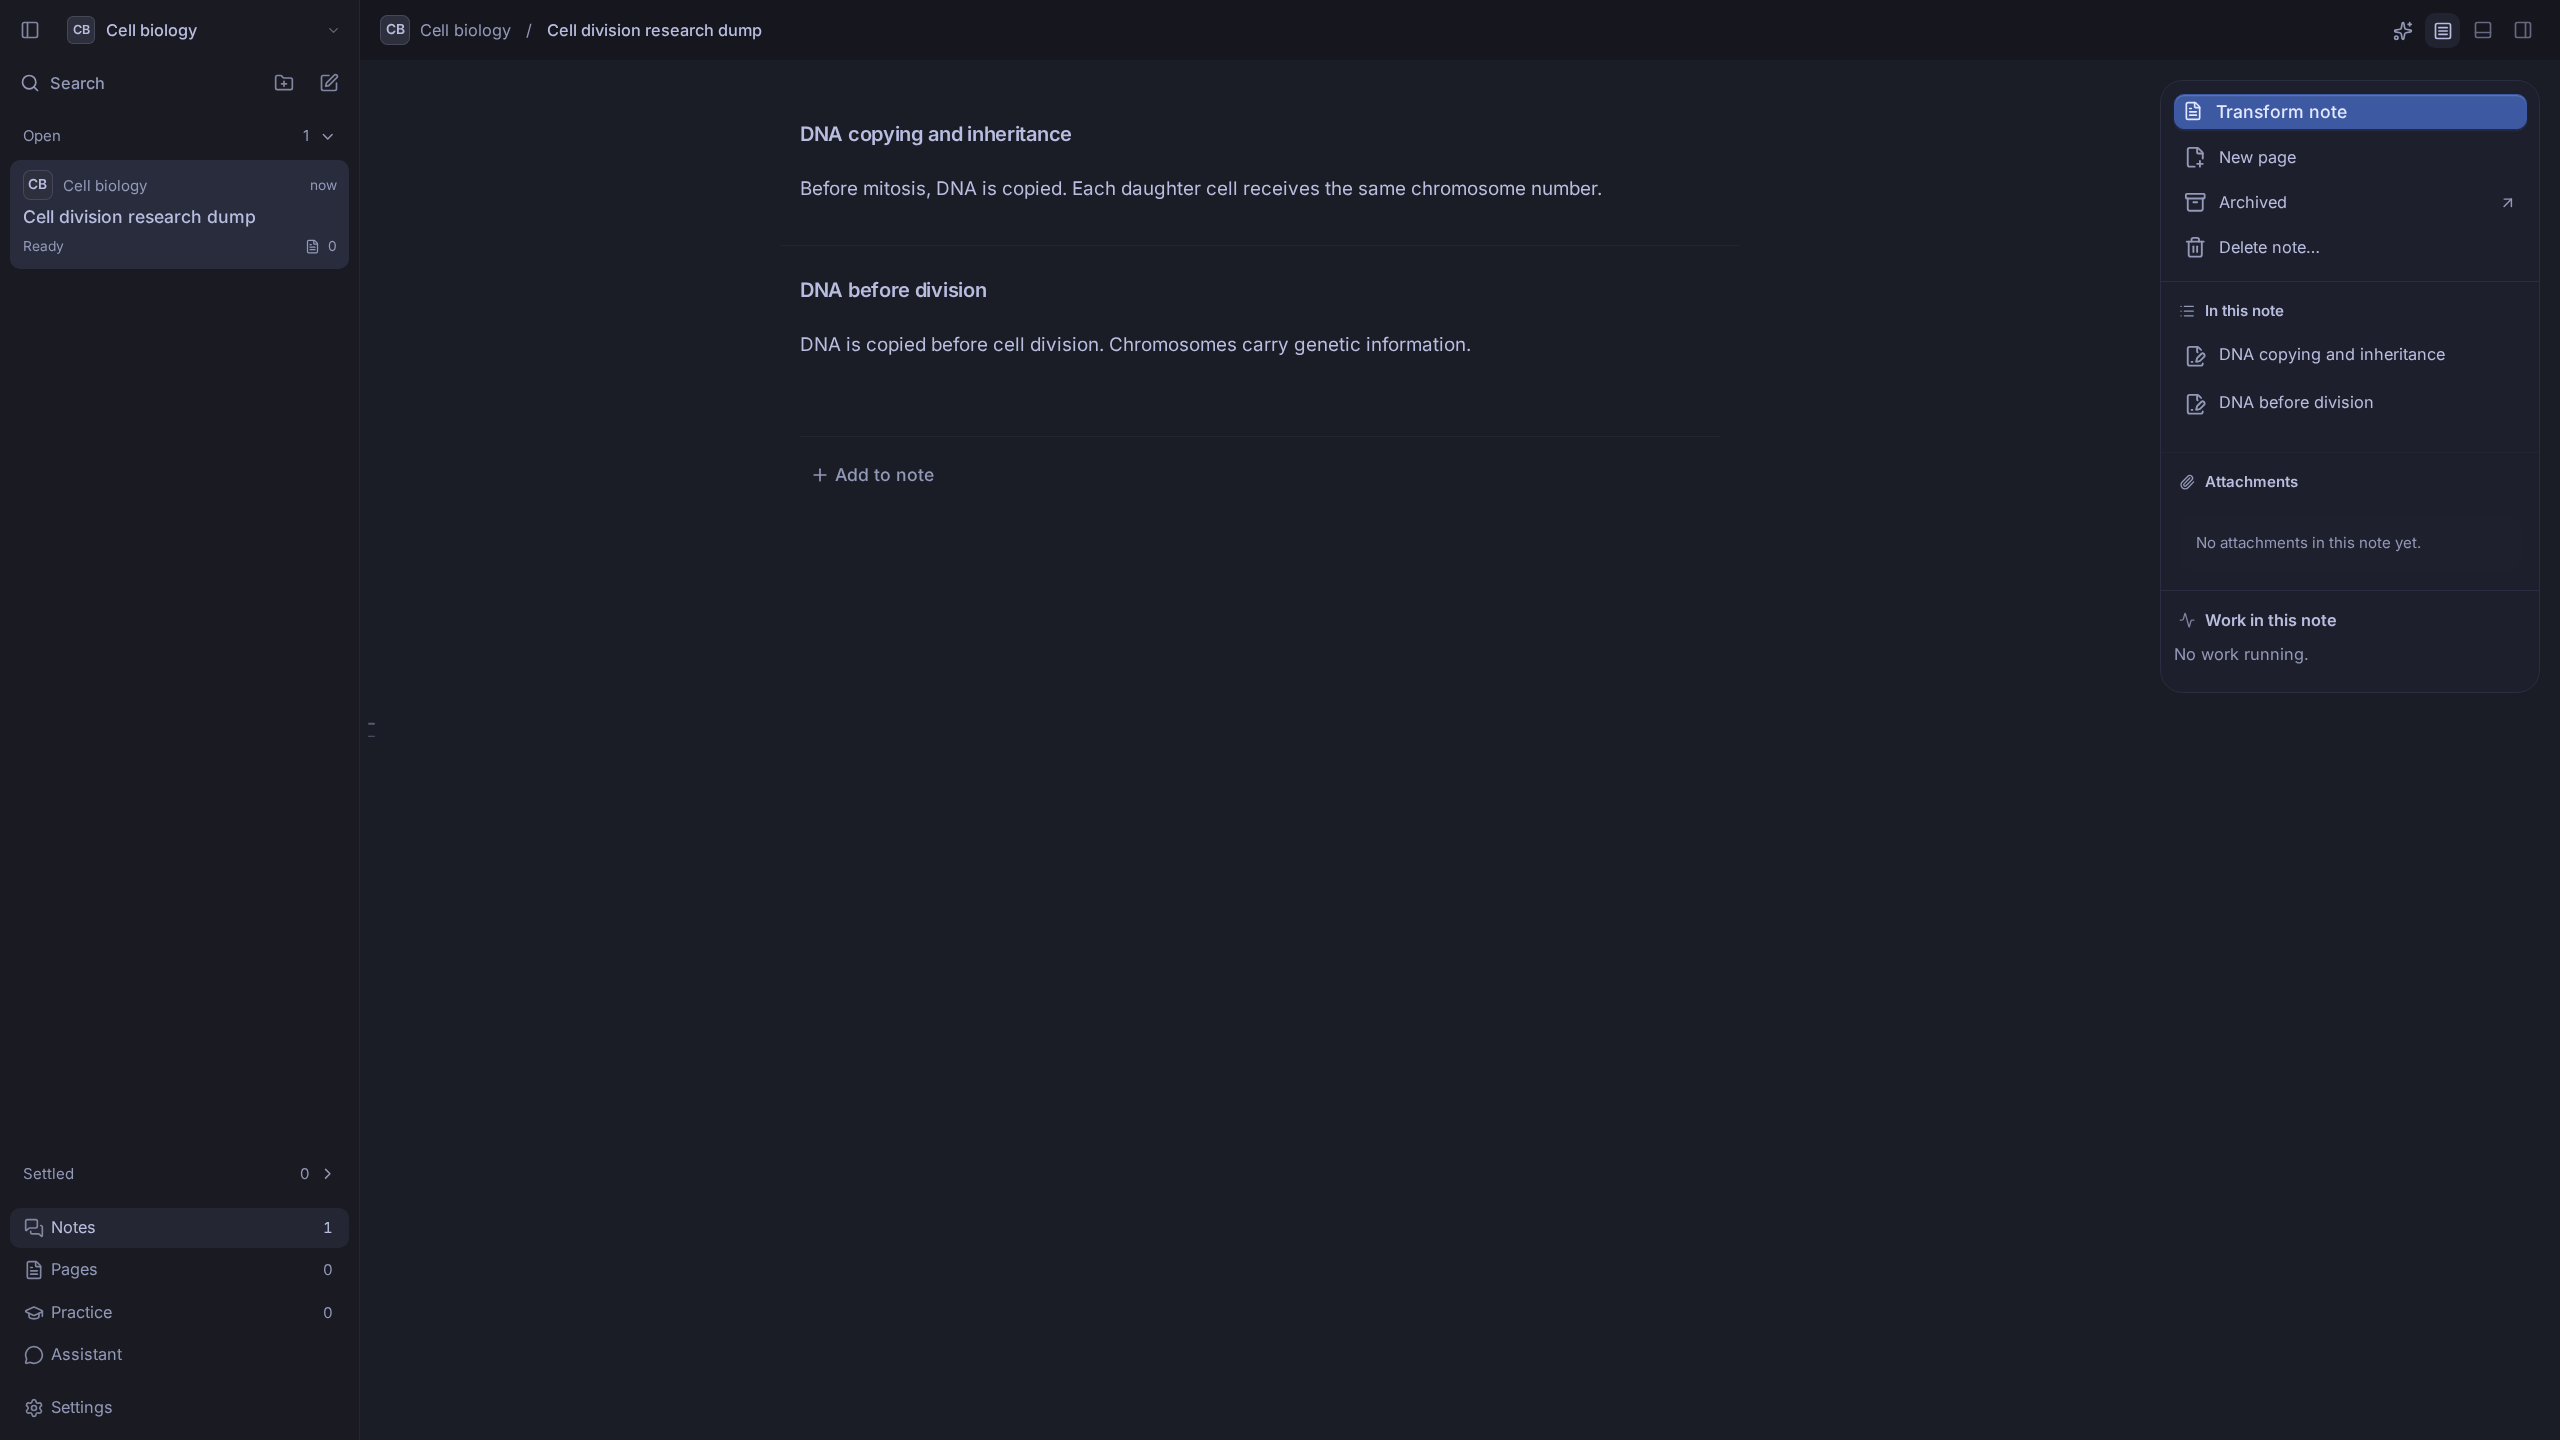 CB Cell biology
Search
Open 1
CB Cell biology now
Cell division research dump
Ready 0
Settled 0
Notes 1
Pages 0
Practice 0
Assistant
Settings
CB Cell biology / Cell division research dump
DNA copying and inheritance
Before mitosis, DNA is copied. Each daughter cell receives the same chromosome number.
DNA before division
DNA is copied before cell division. Chromosomes carry genetic information.
Add to note
Transform note
New page
Archived
Delete note...
In this note
DNA copying and inheritance
DNA before division
Attachments
No attachments in this note yet.
Work in this note
No work running.